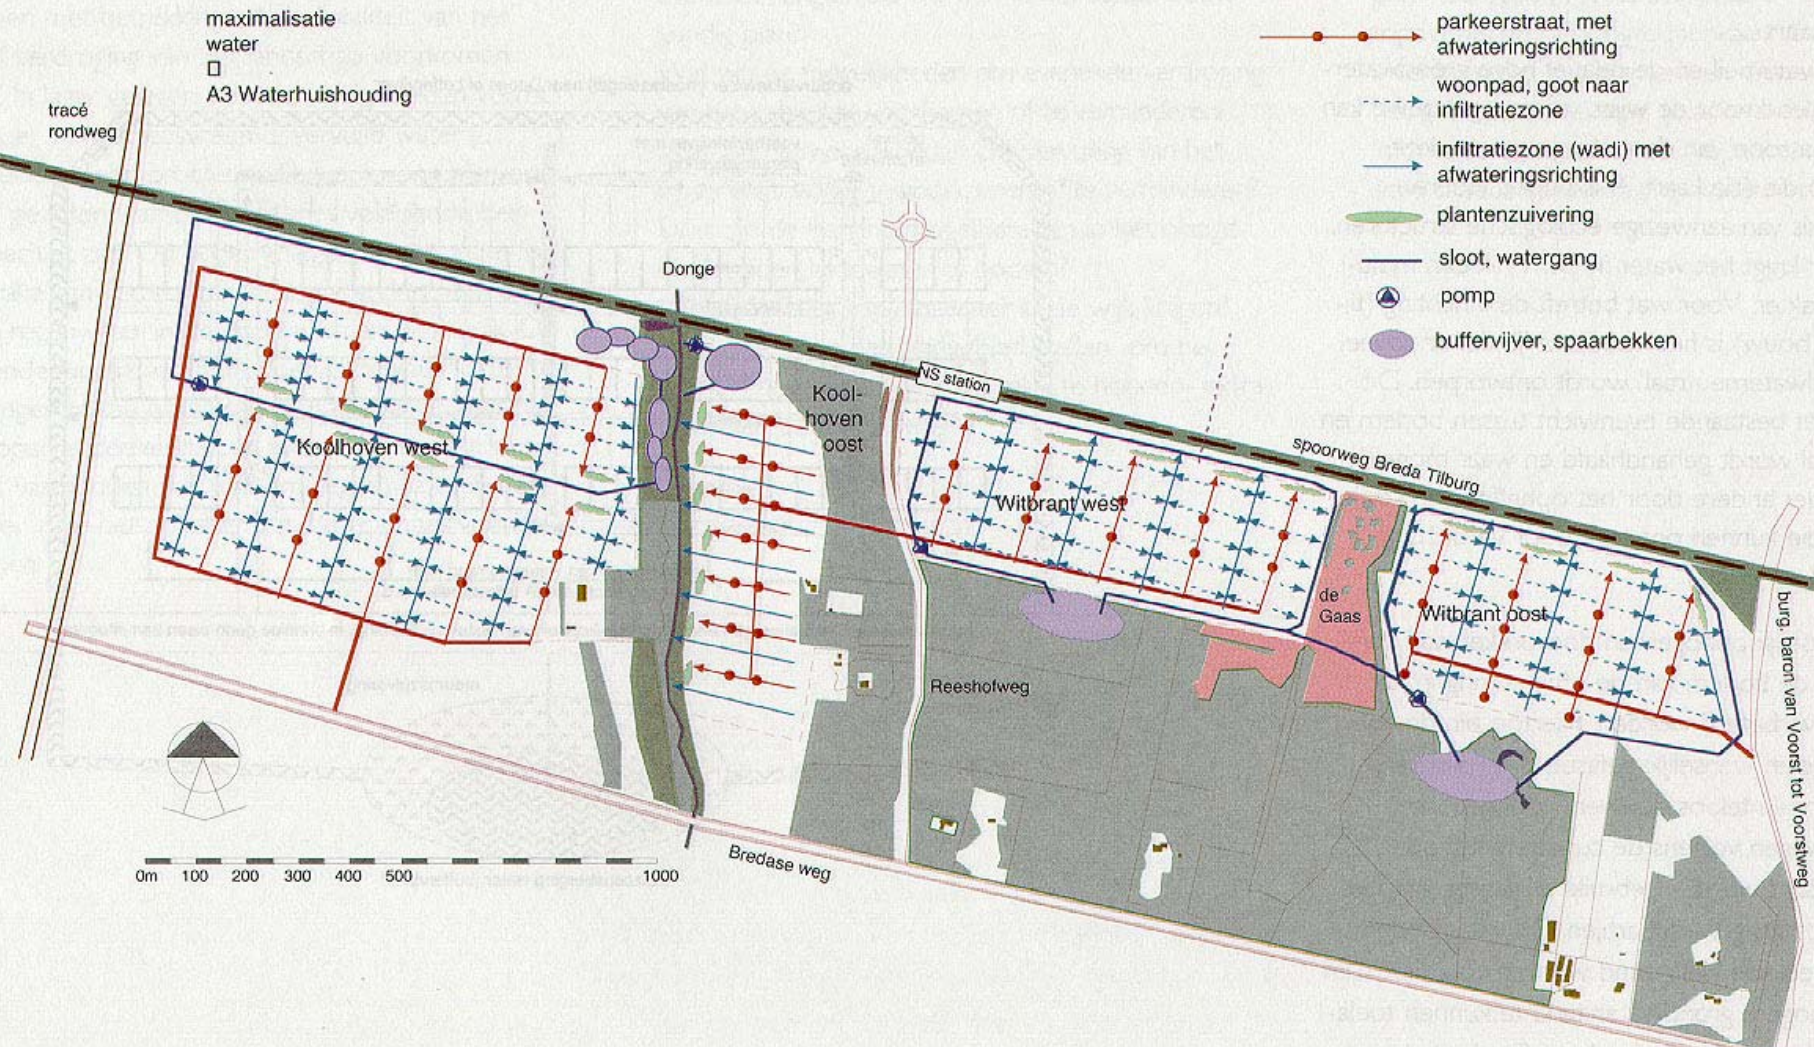 maximalisatie
water
A3 Waterhuishouding
parkeerstraat, met
afwateringsrichting
woonpad, goot naar
infiltratiezone
infiltratiezone (wadi) met
afwateringsrichting
plantenzuivering
sloot, watergang
pomp
buffervijver, spaarbekken
tracé
rondweg
Donge
NS station
Kool-
hoven
oost
Koolhoven west
spoorweg Breda Tilburg
Witbrant west
de
Gaas
Witbrant oost
Reeshofweg
burg. baron van Voorst tot Voorstweg
Bredase weg
0m 100 200 300 400 500 1000